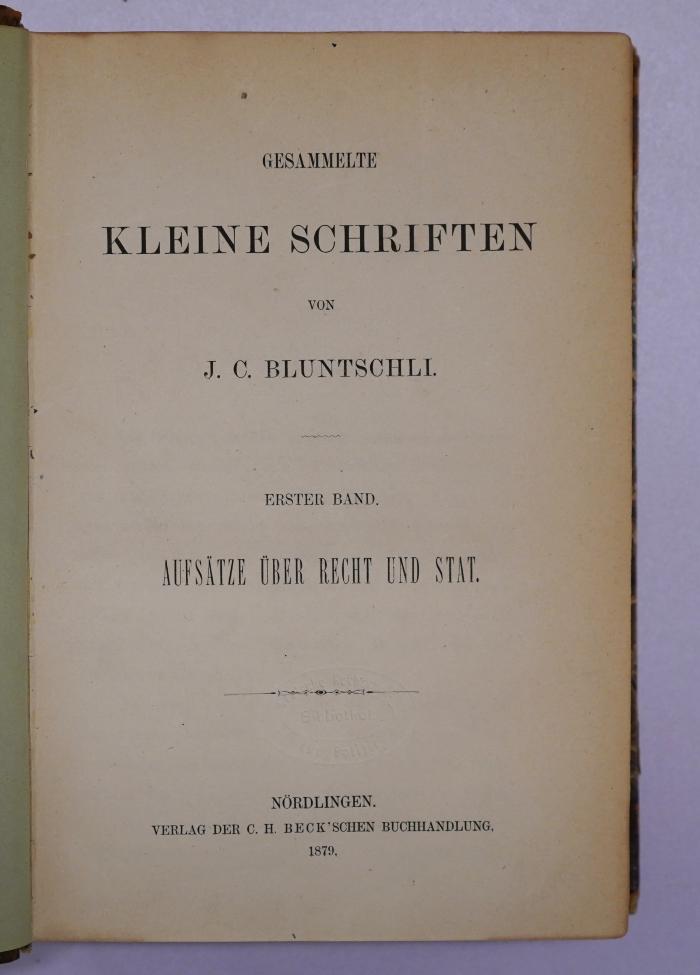 GESAMMELTE
KLEINE SCHRIFTEN
VON
J. C. BLUNTSCHLI.
ERSTER BAND.
AUFSÄTZE ÜBER RECHT UND STAT.
Bibliothek
NÖRDLINGEN.
VERLAG DER C. H. BECK'SCHEN BUCHHANDLUNG.
1879.